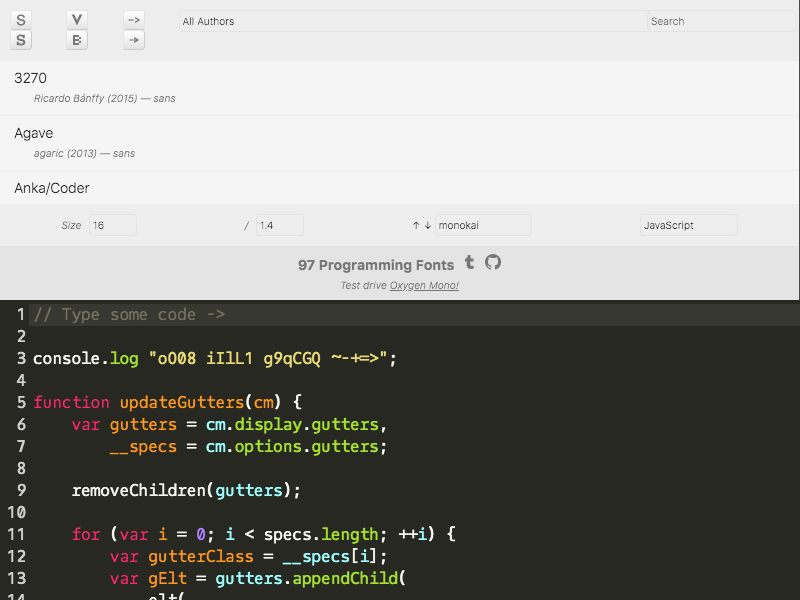 S V ->
S B →
All Authors Search
3270
Ricardo Bánffy (2015) — sans
Agave
agaric (2013) — sans
Anka/Coder
Size 16 / 1.4 ↑ ↓ monokai JavaScript
97 Programming Fonts t
Test drive Oxygen Mono!
1 // Type some code ->
2
3 console.log "oO08 iIlL1 g9qCGQ ~-+=>";
4
5 function updateGutters(cm) {
6 var gutters = cm.display.gutters,
7 __specs = cm.options.gutters;
8
9 removeChildren(gutters);
10
11 for (var i = 0; i < specs.length; ++i) {
12 var gutterClass = __specs[i];
13 var gElt = gutters.appendChild(
14 elt(